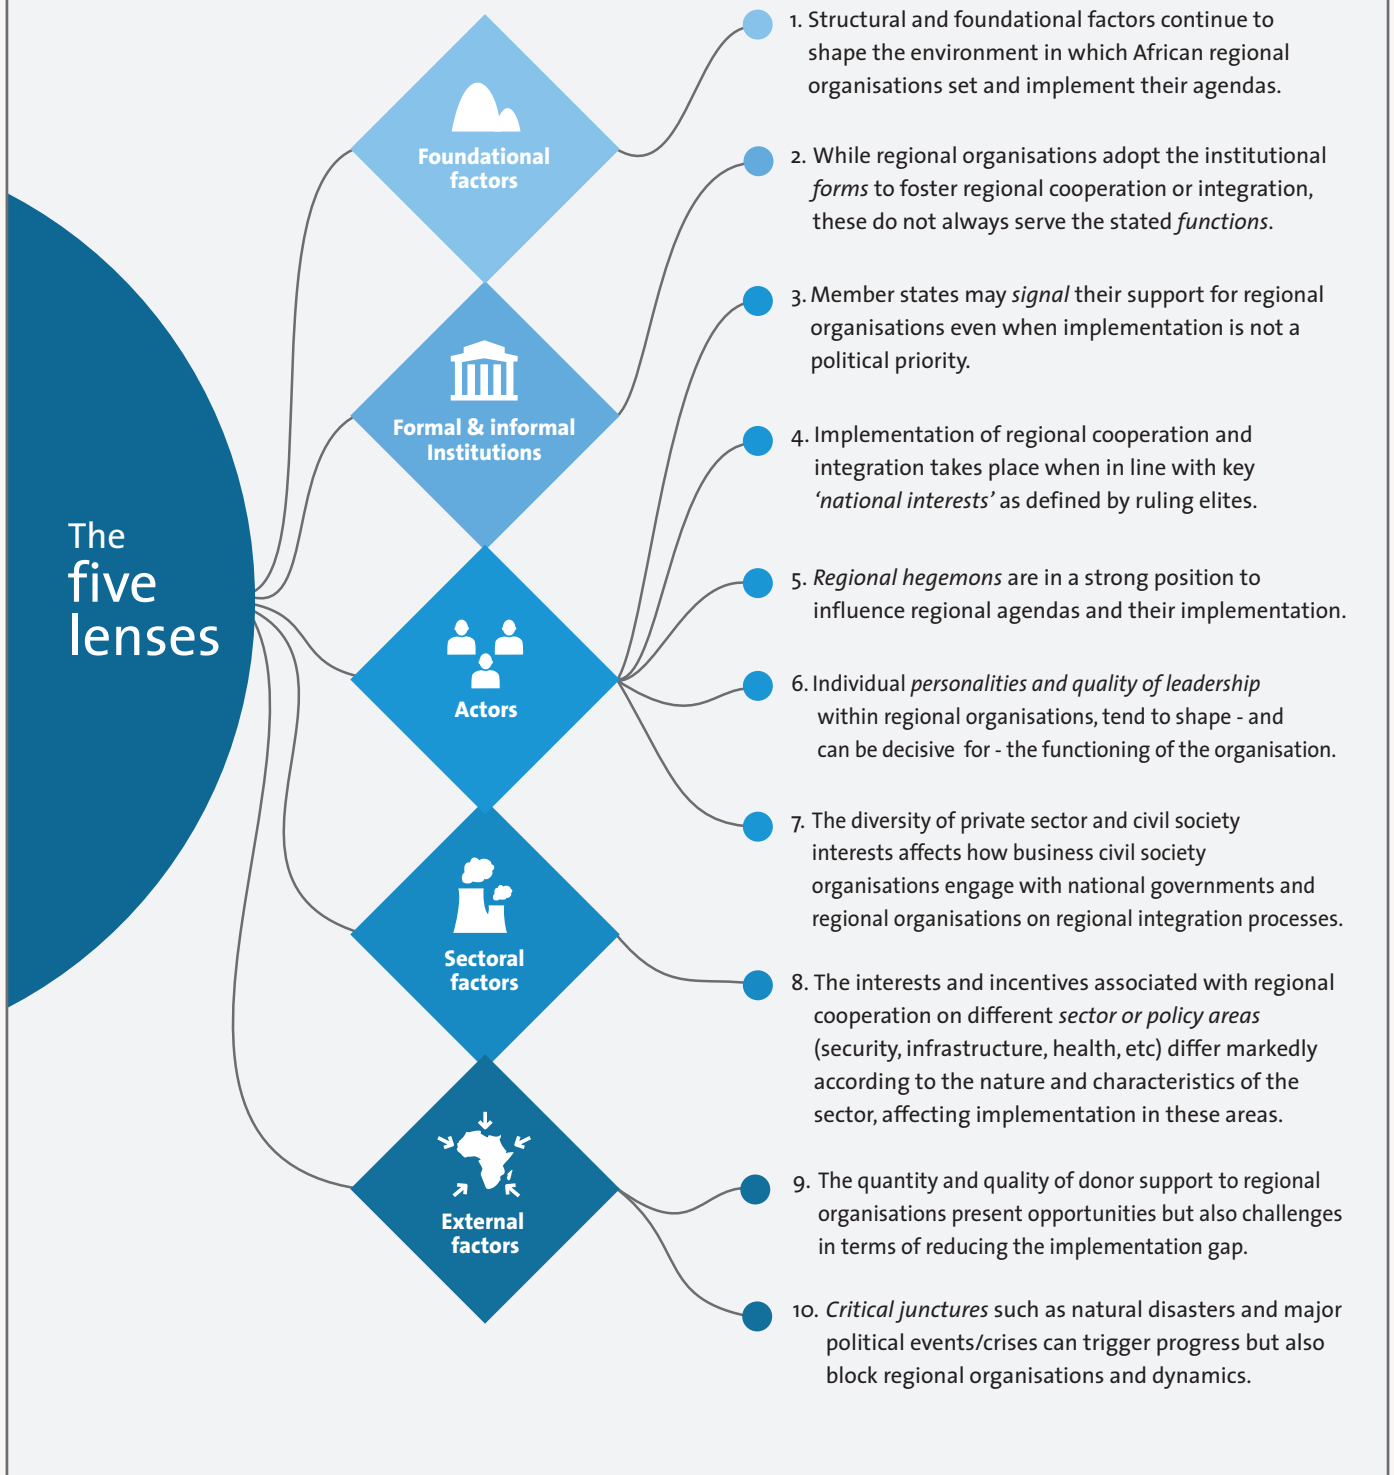 The
five
lenses
Foundational
factors
Formal & informal
Institutions
Actors
Sectoral
factors
External
factors
1. Structural and foundational factors continue to
shape the environment in which African regional
organisations set and implement their agendas.
2. While regional organisations adopt the institutional
forms to foster regional cooperation or integration,
these do not always serve the stated functions.
3. Member states may signal their support for regional
organisations even when implementation is not a
political priority.
4. Implementation of regional cooperation and
integration takes place when in line with key
‘national interests’ as defined by ruling elites.
5. Regional hegemons are in a strong position to
influence regional agendas and their implementation.
6. Individual personalities and quality of leadership
within regional organisations, tend to shape - and
can be decisive for - the functioning of the organisation.
7. The diversity of private sector and civil society
interests affects how business civil society
organisations engage with national governments and
regional organisations on regional integration processes.
8. The interests and incentives associated with regional
cooperation on different sector or policy areas
(security, infrastructure, health, etc) differ markedly
according to the nature and characteristics of the
sector, affecting implementation in these areas.
9. The quantity and quality of donor support to regional
organisations present opportunities but also challenges
in terms of reducing the implementation gap.
10. Critical junctures such as natural disasters and major
political events/crises can trigger progress but also
block regional organisations and dynamics.